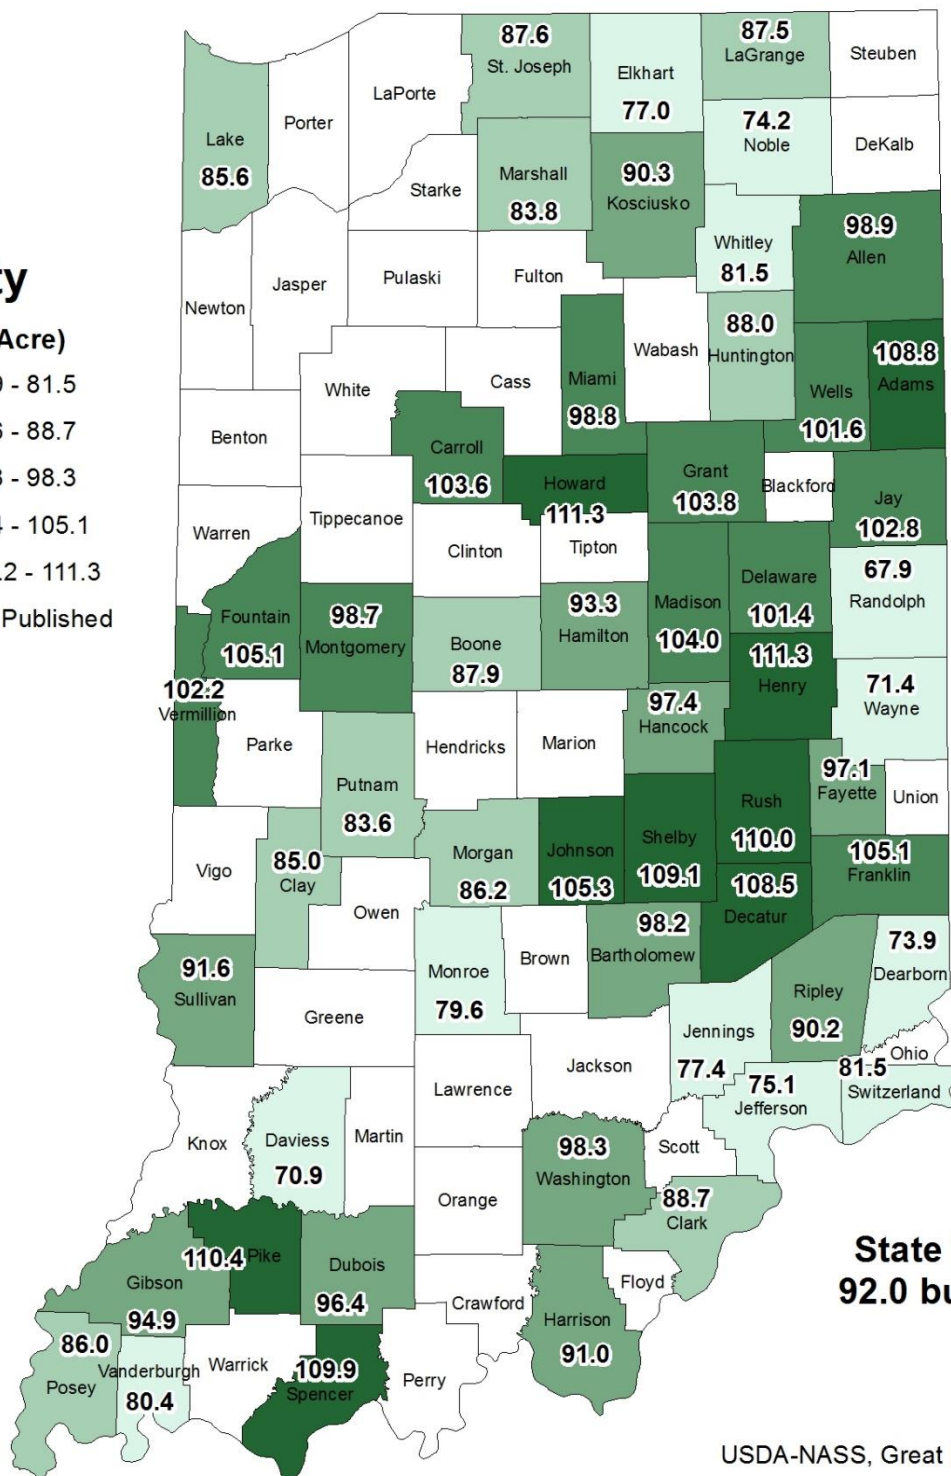 87.6
St. Joseph
Elkhart
77.0
87.5
LaGrange
Steuben
LaPorte
Porter
Lake
85.6
74.2
Noble
DeKalb
Starke
Marshall
83.8
90.3
Kosciusko
98.9
Allen
Whitley
81.5
ty
Newton
Jasper
Pulaski
Fulton
Acre)
9 - 81.5
6 - 88.7
3 - 98.3
4 - 105.1
.2 - 111.3
Published
88.0
Huntington
Wabash
108.8
Adams
Wells
101.6
Miami
98.8
White
Cass
Benton
Carroll
103.6
Howard
111.3
Grant
103.8
Blackford
Jay
102.8
Warren
Tippecanoe
Clinton
Tipton
67.9
Randolph
Fountain
105.1
98.7
Montgomery
Boone
87.9
93.3
Hamilton
Madison
104.0
Delaware
101.4
111.3
Henry
71.4
Wayne
102.2
Vermillion
Parke
Hendricks
Marion
97.4
Hancock
97.1
Fayette
Union
Putnam
83.6
Rush
110.0
Vigo
85.0
Clay
Morgan
86.2
Johnson
105.3
Shelby
109.1
105.1
Franklin
Owen
108.5
Decatur
91.6
Sullivan
Monroe
79.6
Brown
98.2
Bartholomew
73.9
Dearborn
Ripley
90.2
Greene
Jennings
77.4
Ohio
Jackson
81.5
Switzerland
75.1
Jefferson
Lawrence
Knox
Daviess
70.9
Martin
98.3
Washington
Scott
Orange
88.7
Clark
110.4
Pike
Gibson
94.9
Dubois
96.4
State
92.0 bu
Crawford
Floyd
Harrison
91.0
86.0
Posey
Vanderburgh
80.4
Warrick
109.9
Spencer
Perry
USDA-NASS, Great